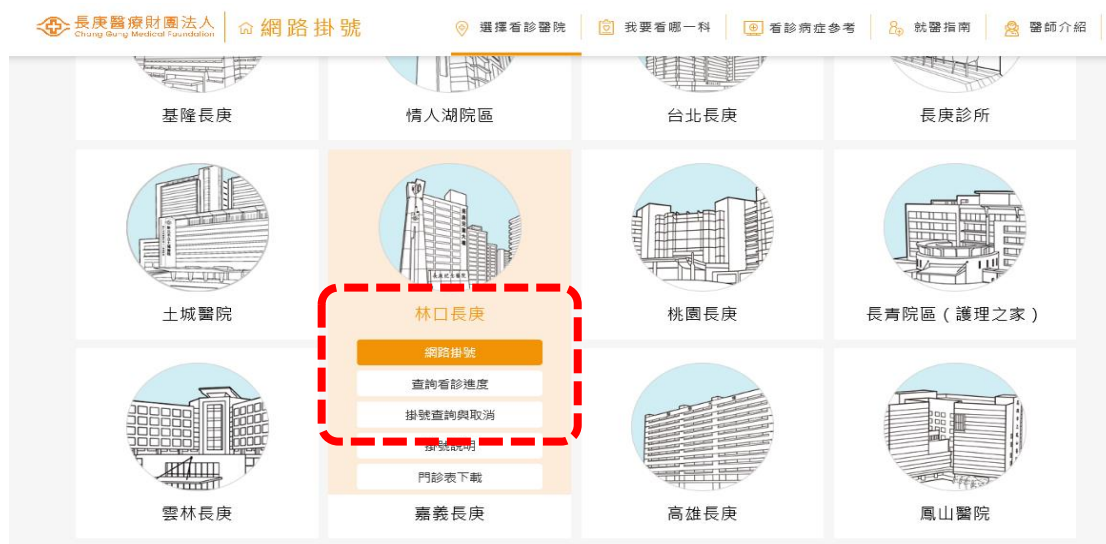 長庚醫療財團法人
Chang Gung Medical Foundation
網路掛號
選擇看診醫院
我要看哪一科
看診病症參考
就醫指南
醫師介紹
基隆長庚
情人湖院區
台北長庚
長庚診所
土城醫院
林口長庚
桃園長庚
長青院區(護理之家)
網路掛號
查詢看診進度
掛號查詢與取消
掛號說明
門診表下載
雲林長庚
嘉義長庚
高雄長庚
鳳山醫院